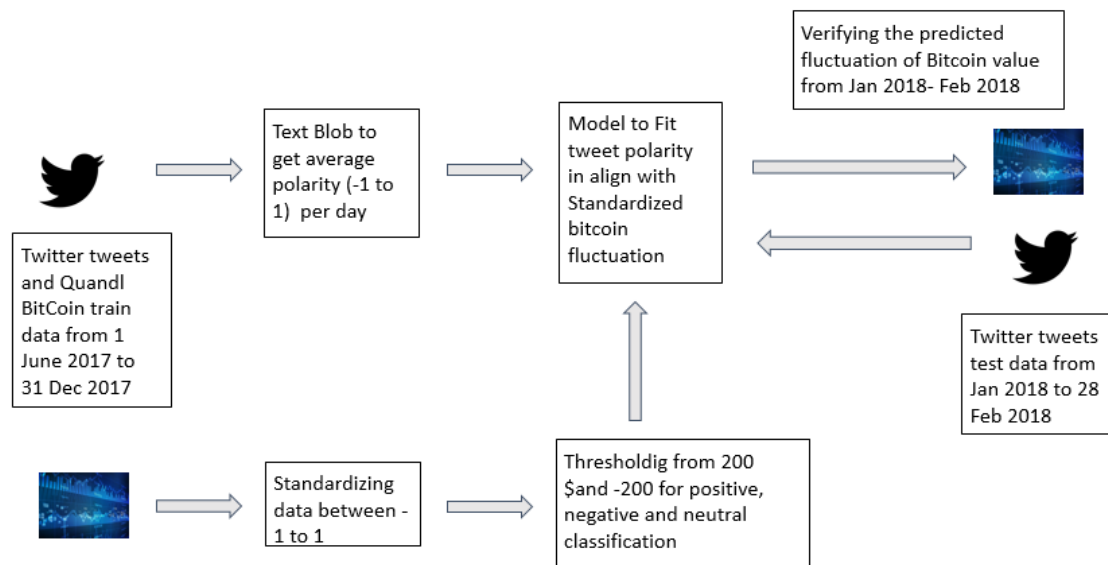 Verifying the predicted
fluctuation of Bitcoin value
from Jan 2018- Feb 2018
Text Blob to
get average
polarity (-1 to
1)  per day
Model to Fit
tweet polarity
in align with
Standardized
bitcoin
fluctuation
Twitter tweets
and Quandl
BitCoin train
data from 1
June 2017 to
31 Dec 2017
Twitter tweets
test data from
Jan 2018 to 28
Feb 2018
Standardizing
data between -
1 to 1
Thresholdig from 200
$and -200 for positive,
negative and neutral
classification